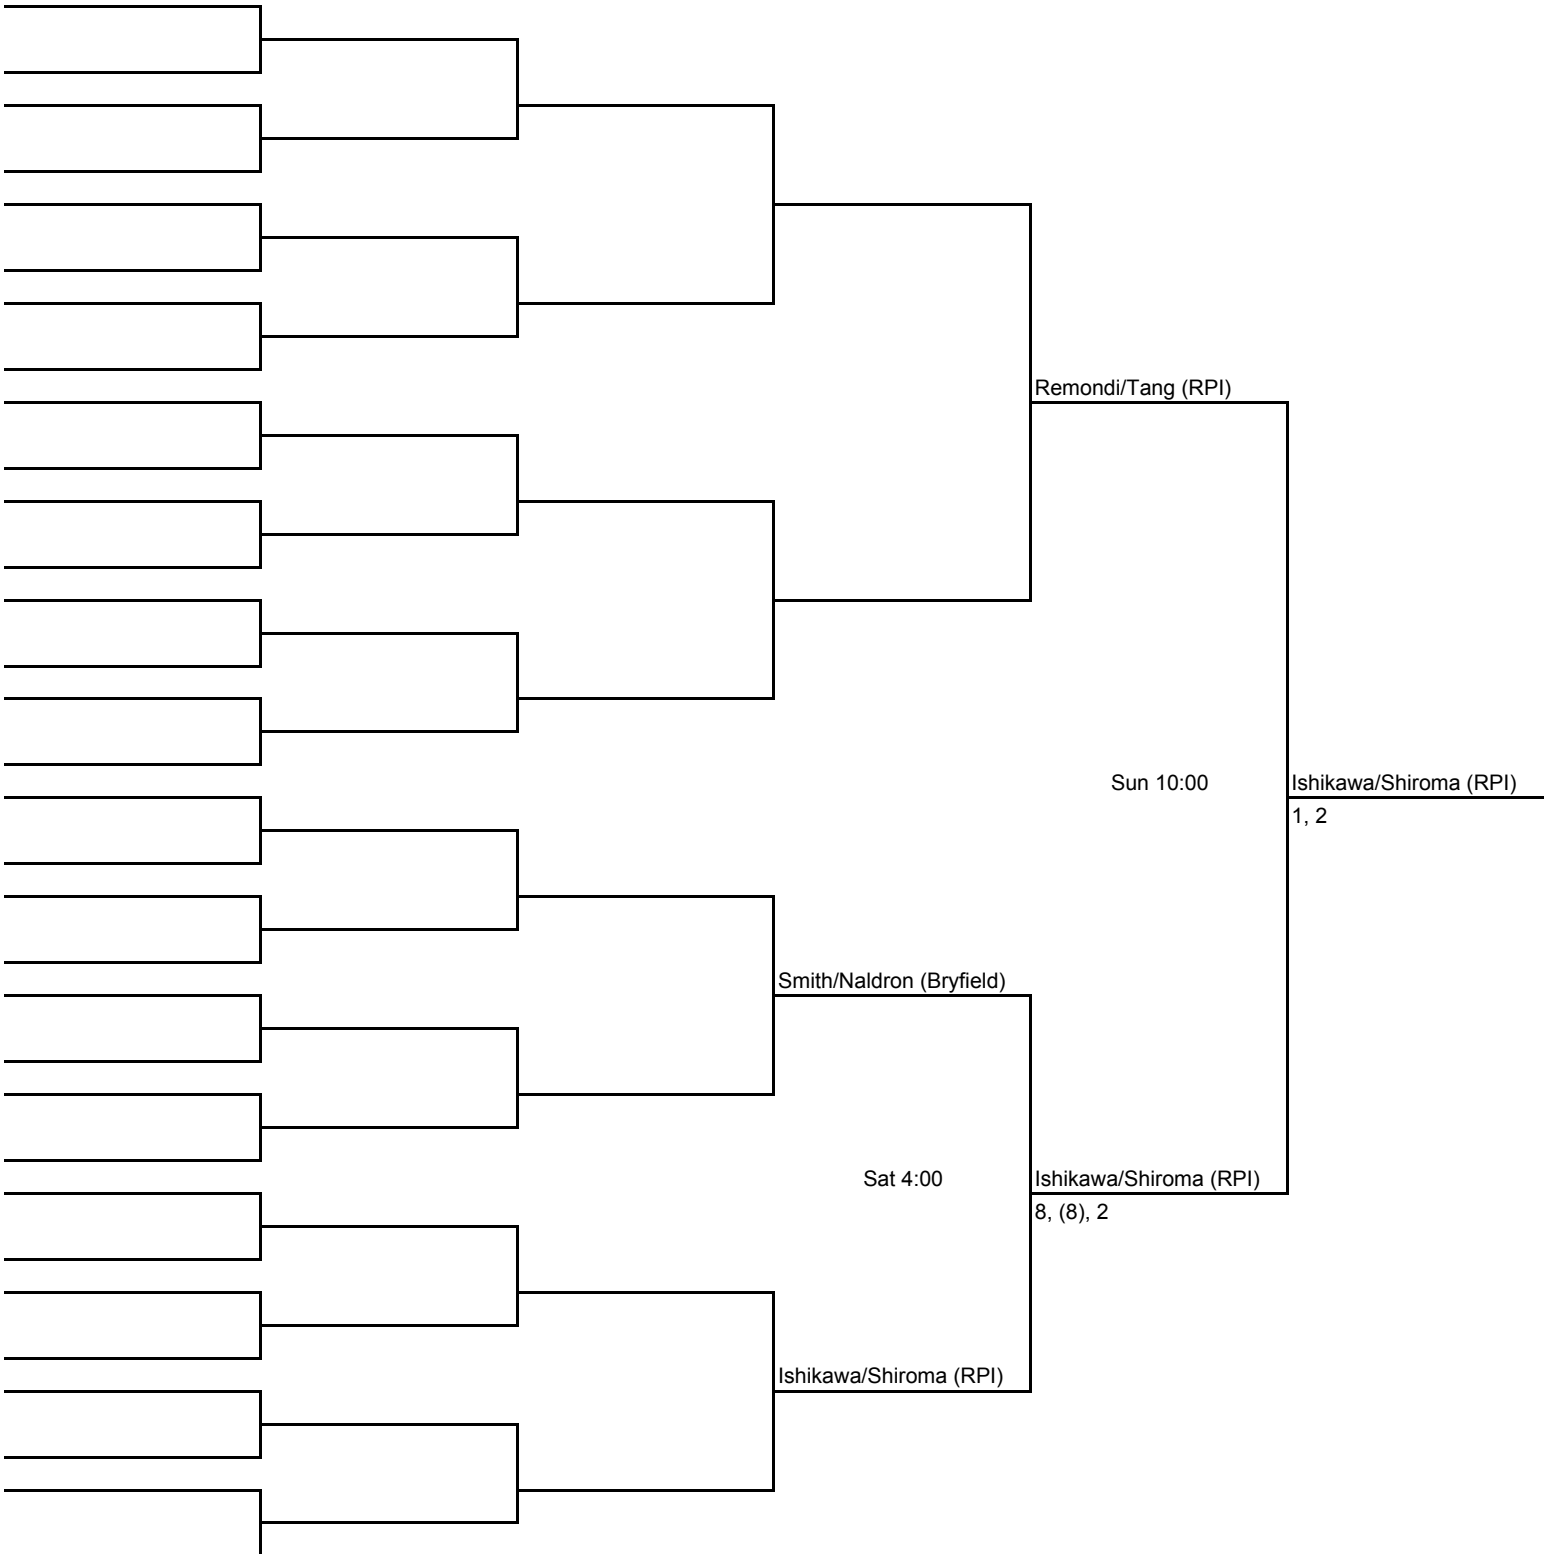 Remondi/Tang (RPI)
Sun 10:00
Ishikawa/Shiroma (RPI)
1, 2
Smith/Naldron (Bryfield)
Sat 4:00
Ishikawa/Shiroma (RPI)
8, (8), 2
Ishikawa/Shiroma (RPI)